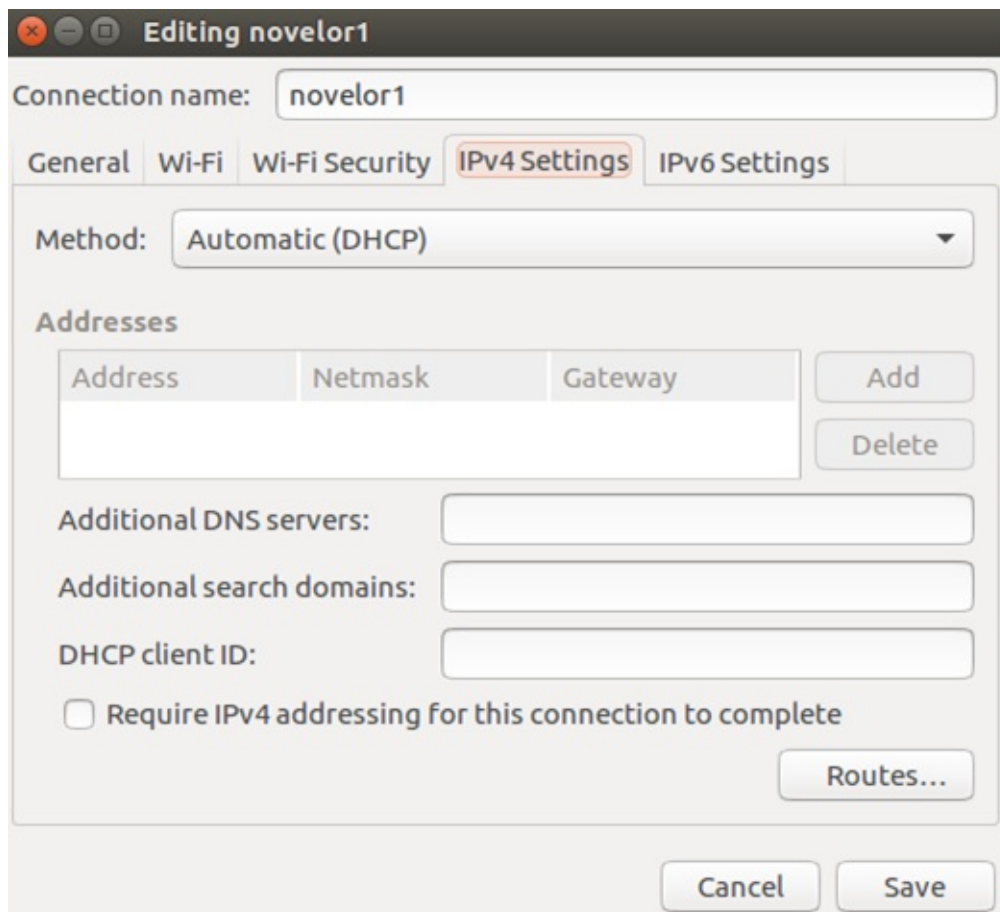 Editing novelor1
Connection name: novelor1
General Wi-Fi Wi-Fi Security IPv4 Settings IPv6 Settings
Method: Automatic (DHCP)
Addresses
Address Netmask Gateway Add
Delete
Additional DNS servers:
Additional search domains:
DHCP client ID:
Require IPv4 addressing for this connection to complete
Routes...
Cancel Save